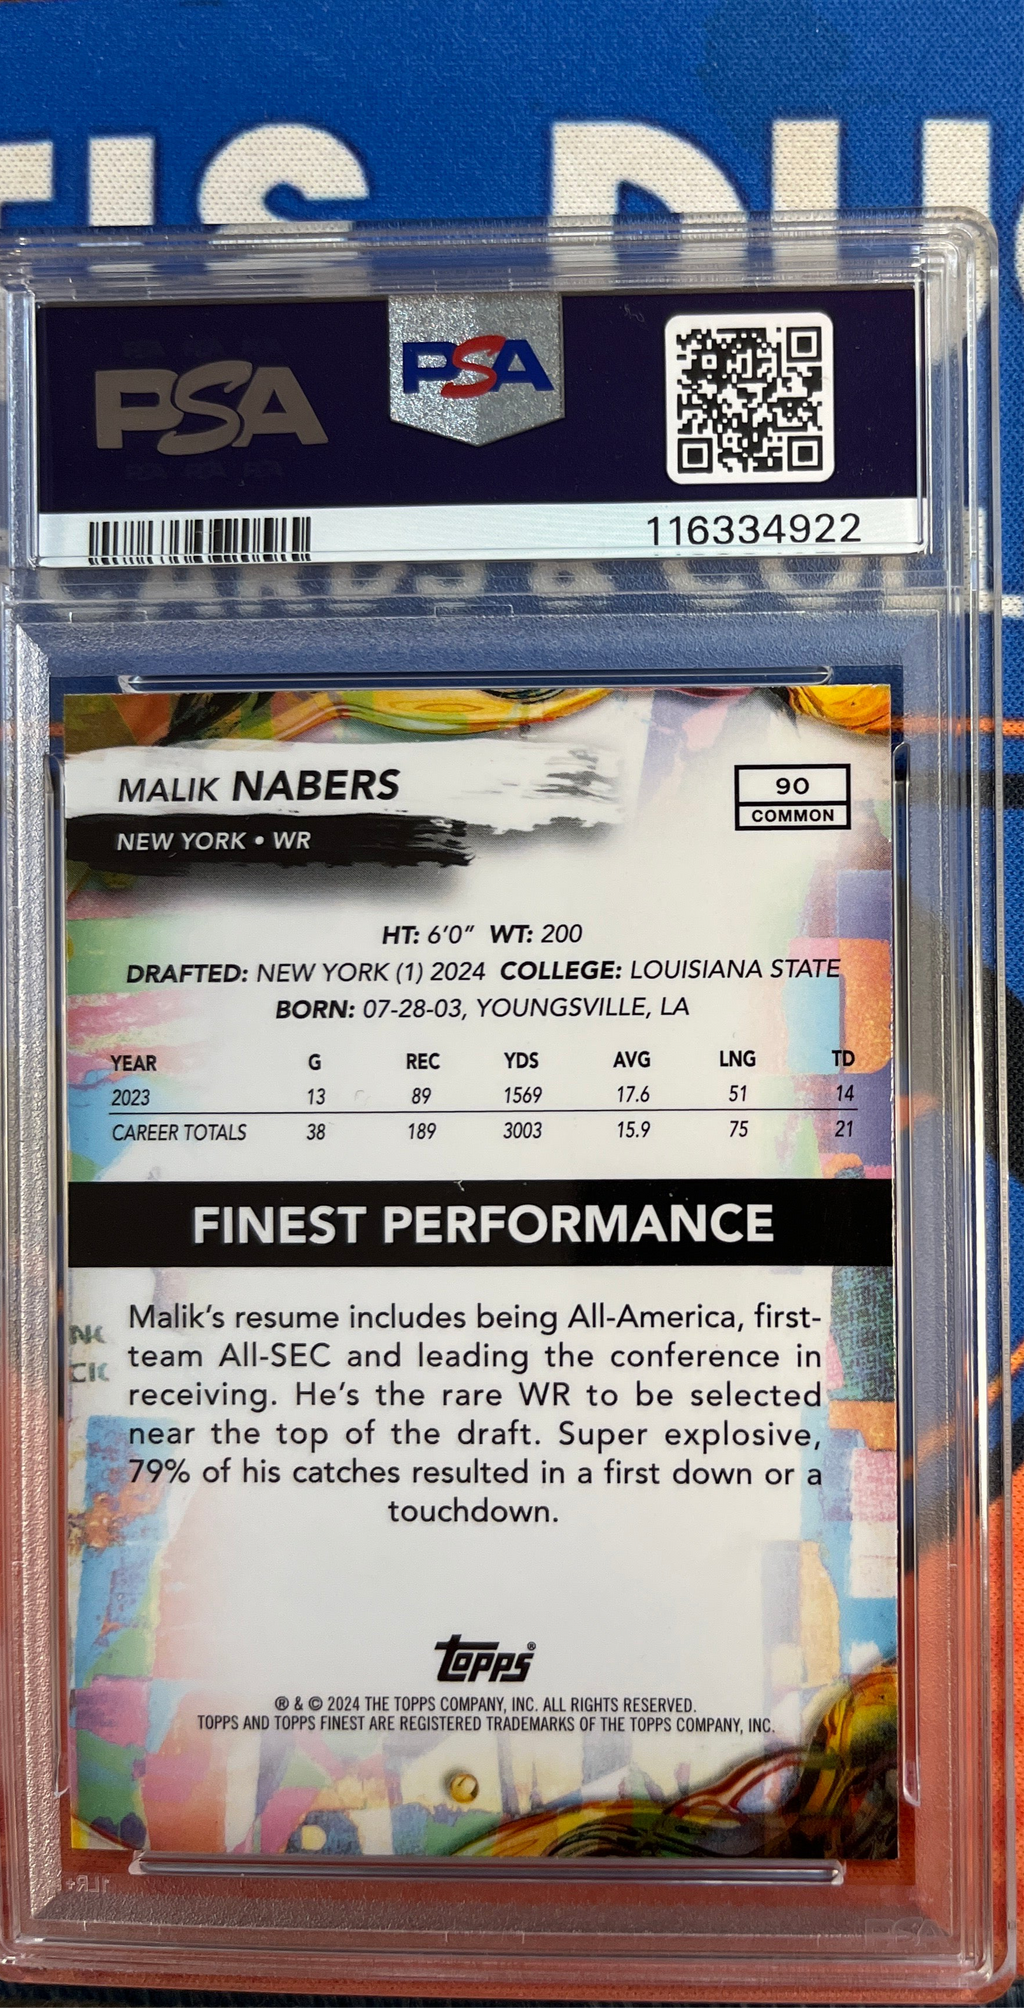 PSA PSA
116334922
CARDS & COL
MALIK NABERS
NEW YORK • WR
90
COMMON
HT: 6'0" WT: 200
DRAFTED: NEW YORK (1) 2024 COLLEGE: LOUISIANA STATE
BORN: 07-28-03, YOUNGSVILLE, LA
YEAR G REC YDS AVG LNG TD
2023 13 89 1569 17.6 51 14
CAREER TOTALS 38 189 3003 15.9 75 21
FINEST PERFORMANCE
Malik's resume includes being All-America, first-
team All-SEC and leading the conference in
receiving. He's the rare WR to be selected
near the top of the draft. Super explosive,
79% of his catches resulted in a first down or a
touchdown.
topps®
® & © 2024 THE TOPPS COMPANY, INC. ALL RIGHTS RESERVED.
TOPPS AND TOPPS FINEST ARE REGISTERED TRADEMARKS OF THE TOPPS COMPANY, INC.
PSA